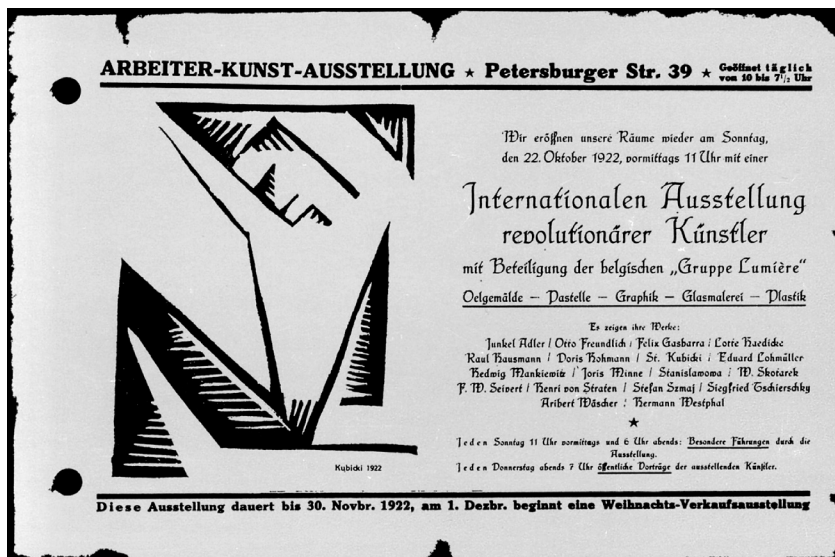 ARBEITER-KUNST-AUSSTELLUNG ★ Petersburger Str. 39 ★ Geöffnet täglich von 10 bis 7½ Uhr
Wir eröffnen unsere Räume wieder am Sonntag,
den 22. Oktober 1922, vormittags 11 Uhr mit einer
Internationalen Ausstellung
revolutionärer Künstler
mit Beteiligung der belgischen „Gruppe Lumière“
Oelgemälde — Pastelle — Graphik — Glasmalerei — Plastik
Es zeigen ihre Werke:
Junkel Adler / Otto Freundlich / Felix Gasbarra / Lotte Haedicke
Raul Hausmann / Doris Hohmann / St. Kubicki / Eduard Lohmüller
Hedwig Mankiewitz / Joris Minne / Stanislamowa / W. Skotarek
F. W. Seivert / Henri von Straten / Stefan Szmaj / Siegfried Tschierschky
Aribert Wäscher / Hermann Westphal
★
Jeden Sonntag 11 Uhr vormittags und 6 Uhr abends: Besondere Führungen durch die
Ausstellung.
Jeden Donnerstag abends 7 Uhr öffentliche Vorträge der ausstellenden Künstler.
Kubicki 1922
Diese Ausstellung dauert bis 30. Novbr. 1922, am 1. Dezbr. beginnt eine Weihnachts-Verkaufsausstellung